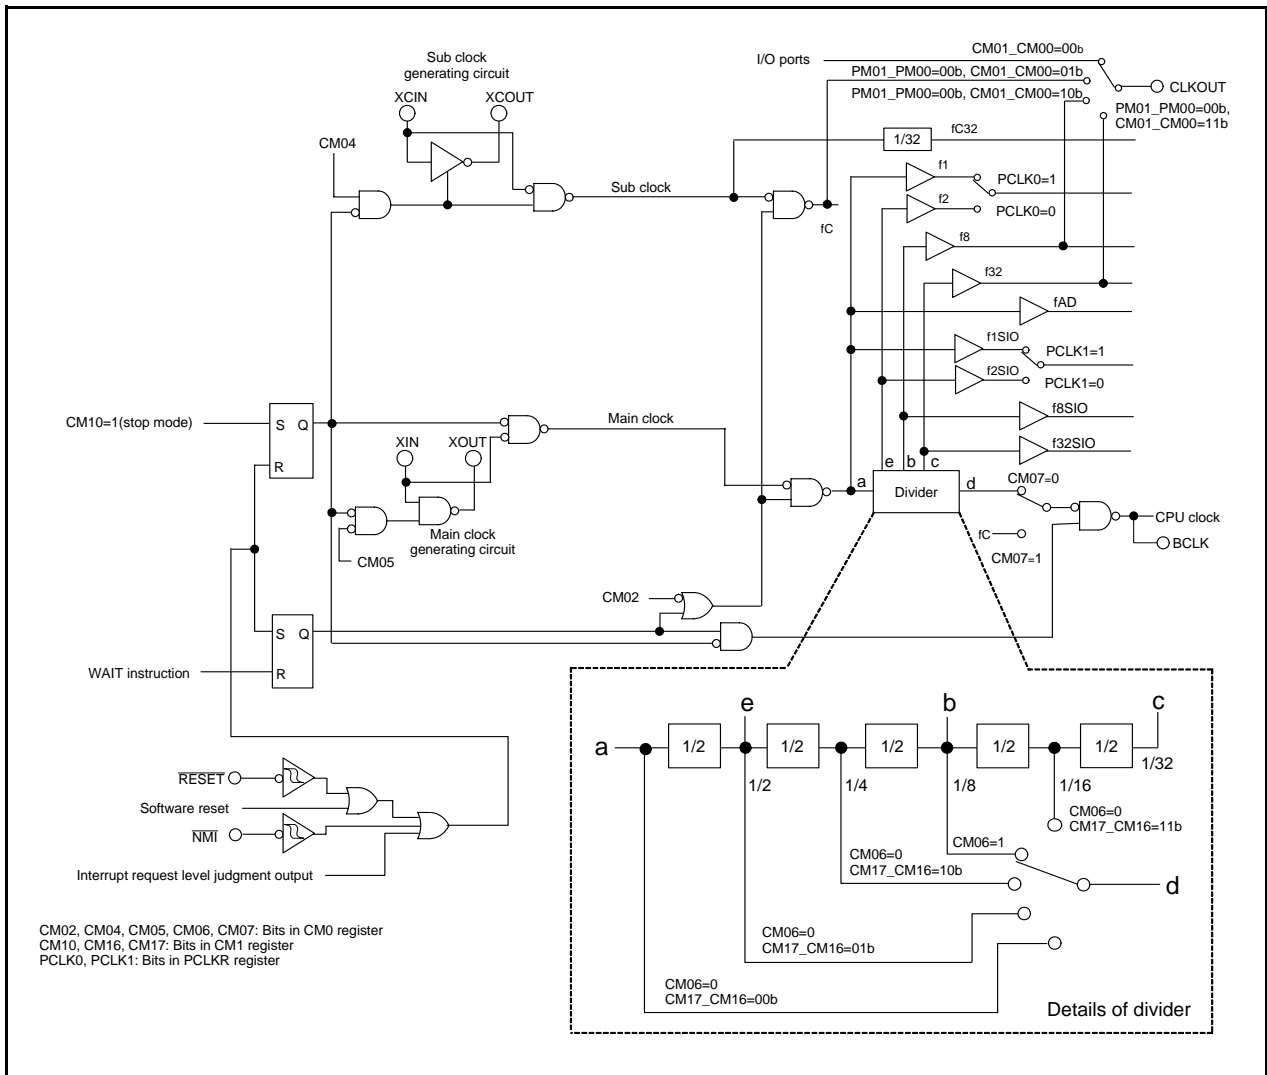 Sub clock
generating circuit
XCIN
XCOUT
CM04
Sub clock
I/O ports
CM01_CM00=00b
PM01_PM00=00b, CM01_CM00=01b
PM01_PM00=00b, CM01_CM00=10b
CLKOUT
PM01_PM00=00b,
CM01_CM00=11b
1/32
fC32
f1
PCLK0=1
f2
PCLK0=0
fC
f8
f32
fAD
f1SIO
PCLK1=1
f2SIO
PCLK1=0
f8SIO
f32SIO
CM10=1(stop mode)
S Q
R
XIN
XOUT
Main clock
Main clock
generating circuit
CM05
e b c
a
Divider
d
CM07=0
fC
CM07=1
CPU clock
BCLK
CM02
S Q
R
WAIT instruction
RESET
Software reset
NMI
Interrupt request level judgment output
a
e
b
c
1/2
1/2
1/2
1/2
1/2
1/2
1/4
1/8
1/16
1/32
CM06=0
CM17_CM16=11b
CM06=1
CM06=0
CM17_CM16=10b
d
CM06=0
CM17_CM16=01b
CM06=0
CM17_CM16=00b
Details of divider
CM02, CM04, CM05, CM06, CM07: Bits in CM0 register
CM10, CM16, CM17: Bits in CM1 register
PCLK0, PCLK1: Bits in PCLKR register